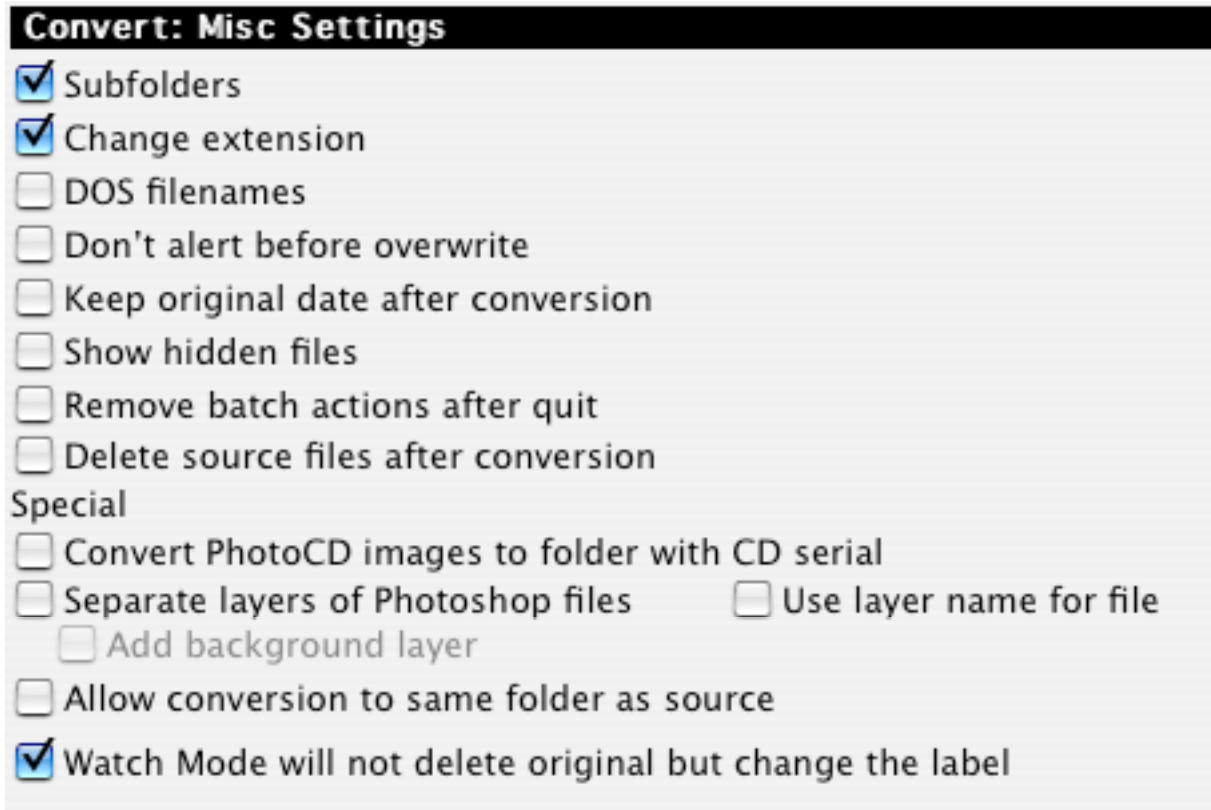 Convert: Misc Settings
Subfolders
Change extension
DOS filenames
Don't alert before overwrite
Keep original date after conversion
Show hidden files
Remove batch actions after quit
Delete source files after conversion
Special
Convert PhotoCD images to folder with CD serial
Separate layers of Photoshop files Use layer name for file
Add background layer
Allow conversion to same folder as source
Watch Mode will not delete original but change the label